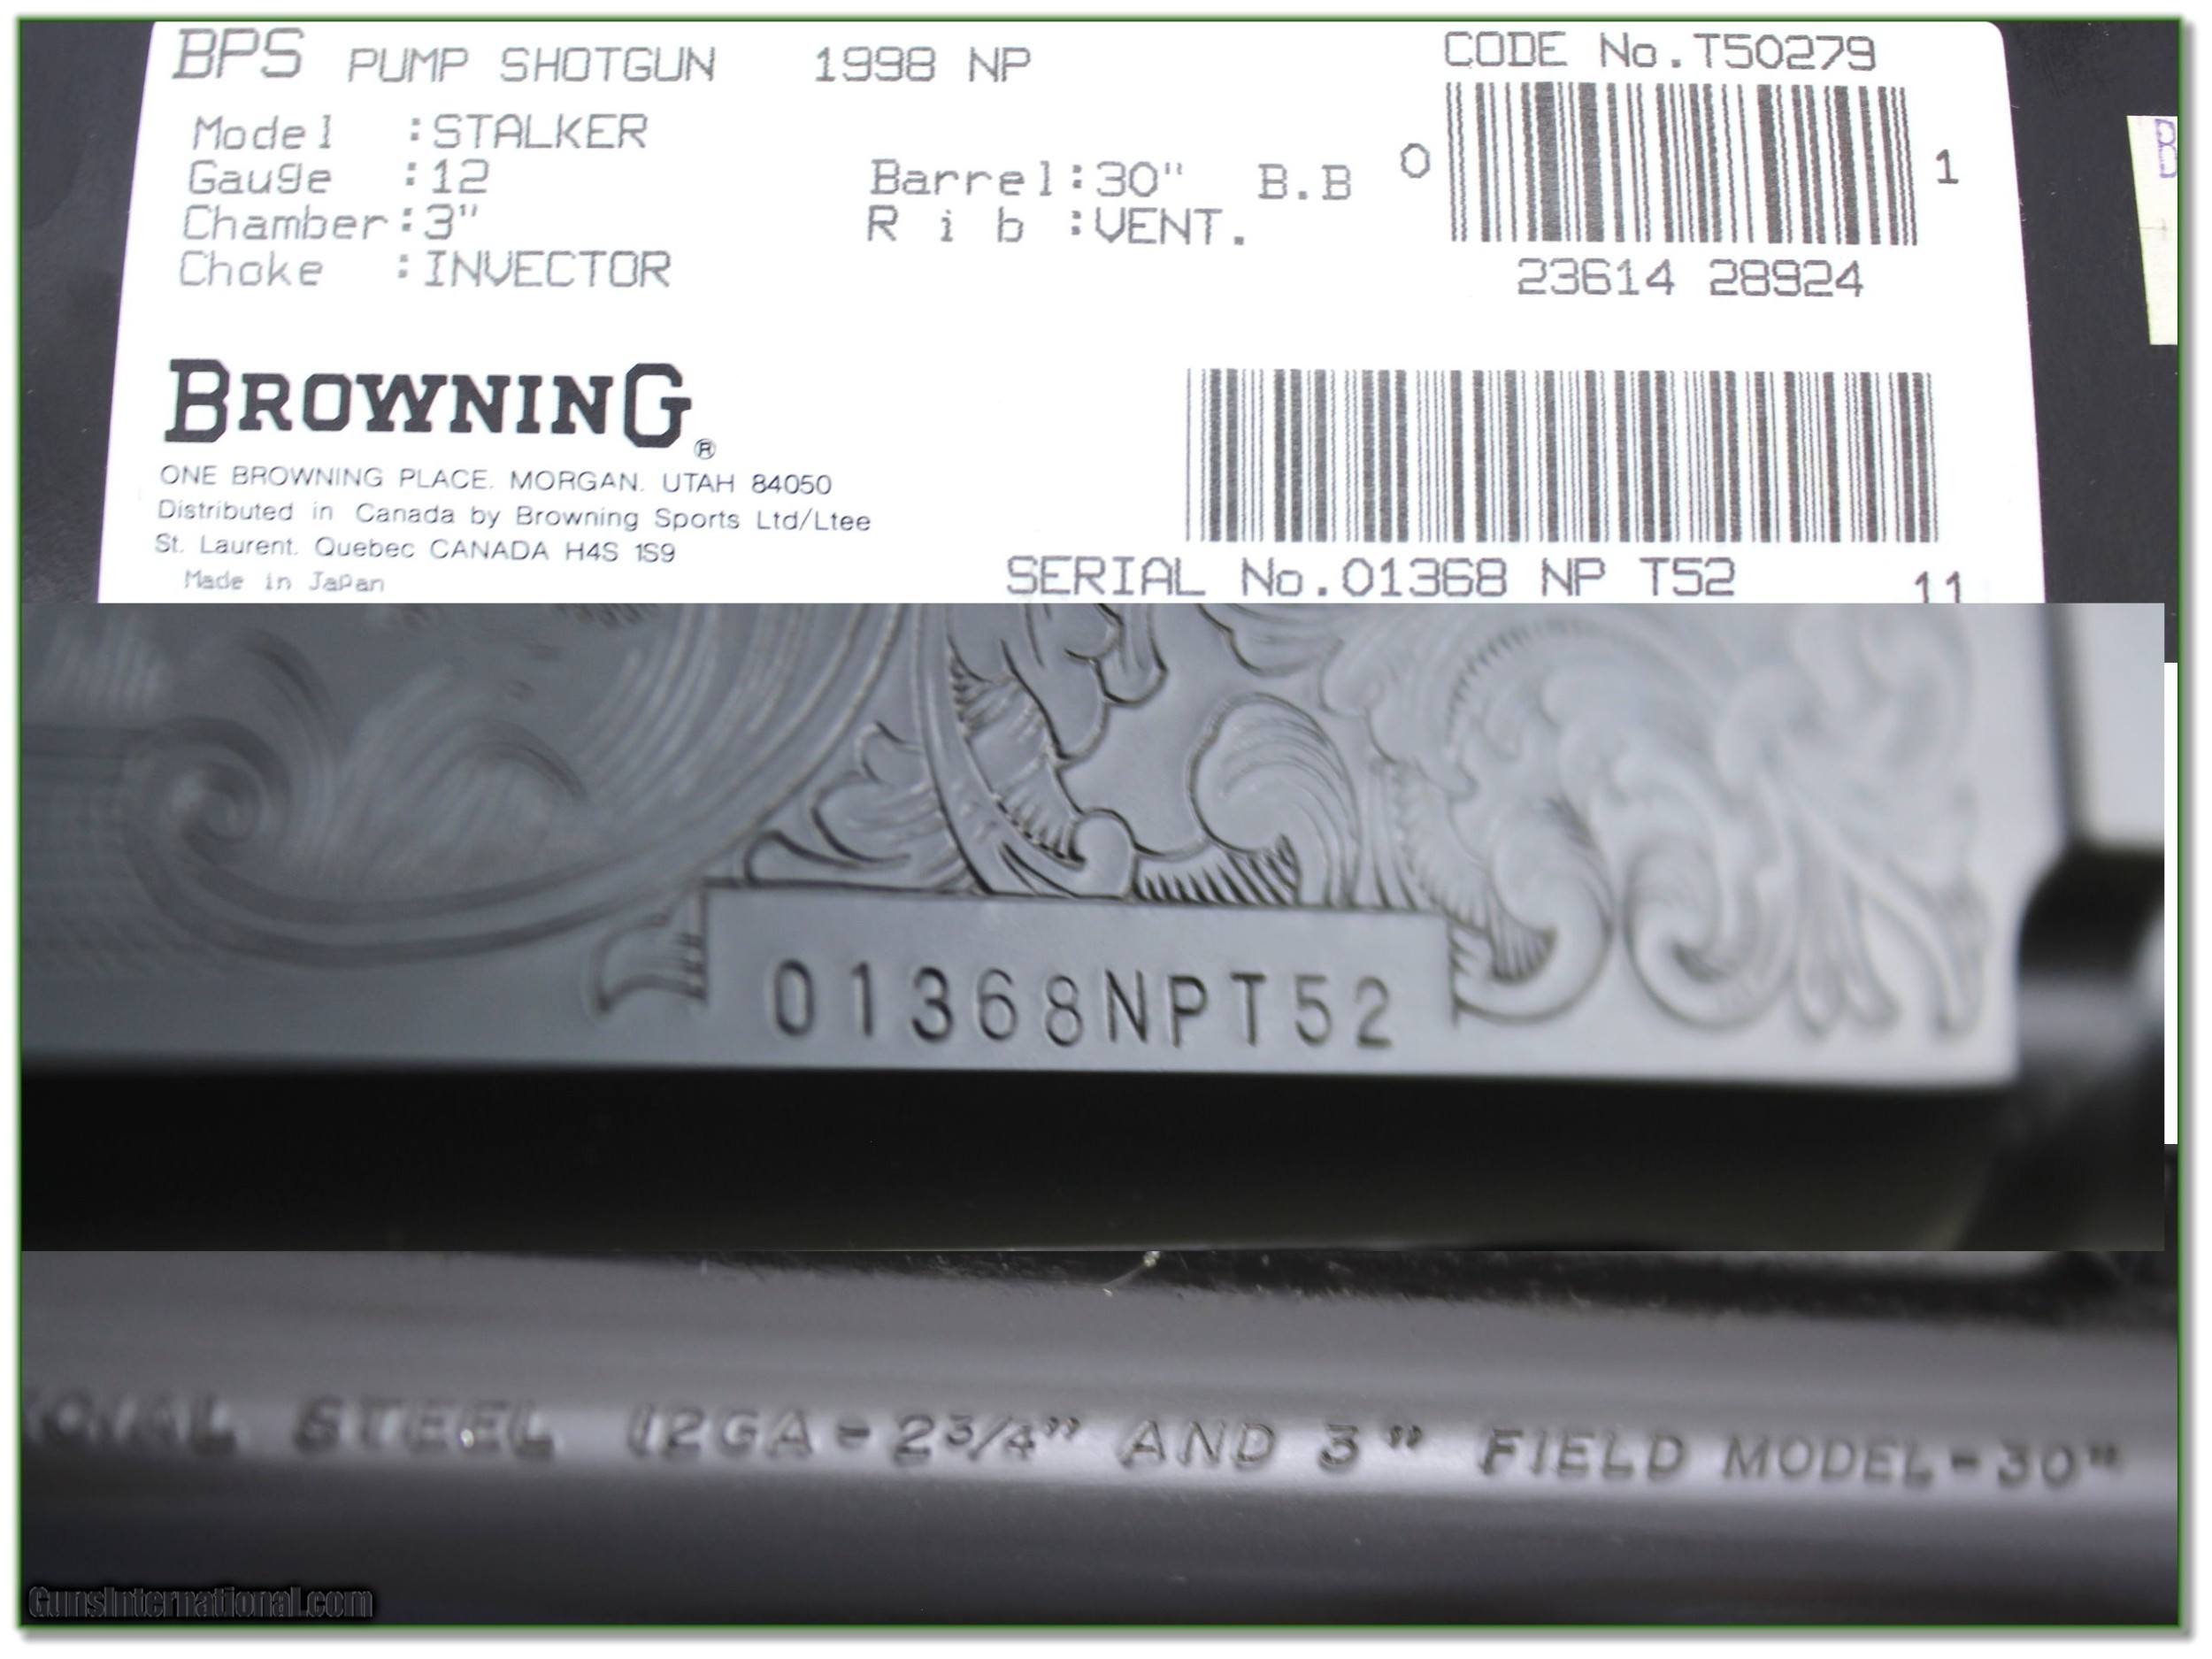 BPS PUMP SHOTGUN 1998 NP
CODE No.T50279
Model :STALKER
Gauge :12
Barrel:30" B.B
0
1
Chamber:3"
Rib :VENT.
Choke :INVECTOR
23614 28924
BROWNING®
ONE BROWNING PLACE. MORGAN. UTAH 84050
Distributed in Canada by Browning Sports Ltd/Ltee
St. Laurent. Quebec CANADA H4S 1S9
Made in JaPan
SERIAL No.01368 NP T52
11
01368NPT52
STEEL 12GA-2¾" AND 3" FIELD MODEL-30"
GunsInternational.com